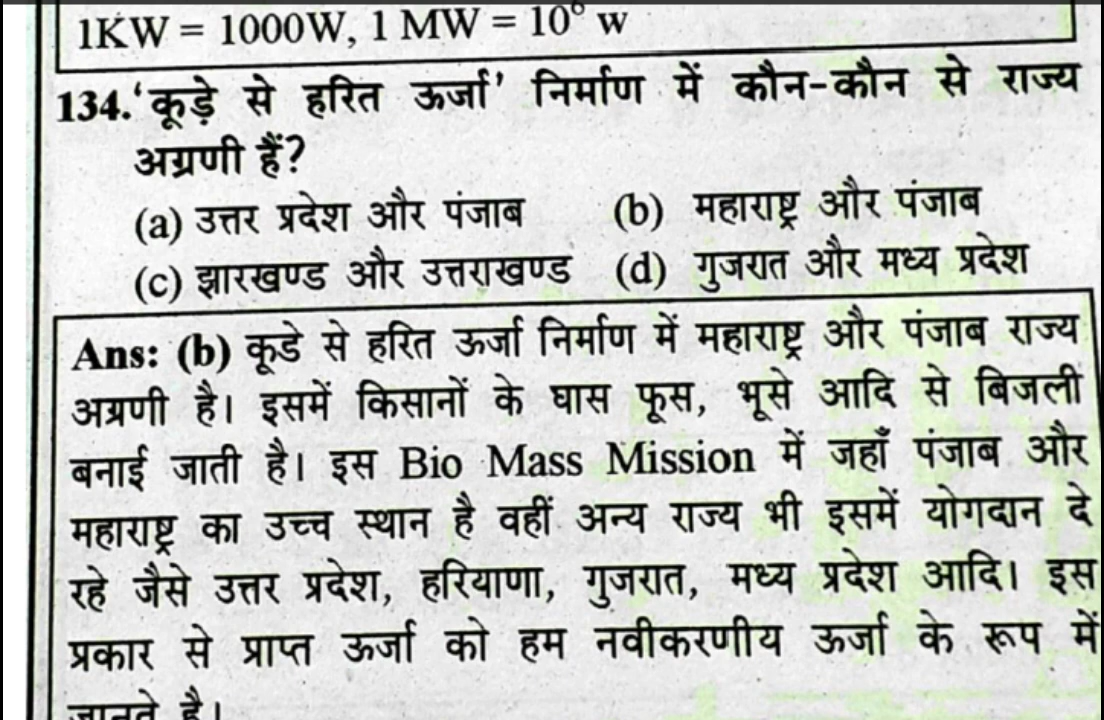 1KW = 1000W, 1 MW = 10⁶ w
134. 'कूड़े से हरित ऊर्जा' निर्माण में कौन-कौन से राज्य
अग्रणी हैं?
(a) उत्तर प्रदेश और पंजाब (b) महाराष्ट्र और पंजाब
(c) झारखण्ड और उत्तराखण्ड (d) गुजरात और मध्य प्रदेश
Ans: (b) कूडे से हरित ऊर्जा निर्माण में महाराष्ट्र और पंजाब राज्य
अग्रणी है। इसमें किसानों के घास फूस, भूसे आदि से बिजली
बनाई जाती है। इस Bio Mass Mission में जहाँ पंजाब और
महाराष्ट्र का उच्च स्थान है वहीं अन्य राज्य भी इसमें योगदान दे
रहे जैसे उत्तर प्रदेश, हरियाणा, गुजरात, मध्य प्रदेश आदि। इस
प्रकार से प्राप्त ऊर्जा को हम नवीकरणीय ऊर्जा के रूप में
जानते है।